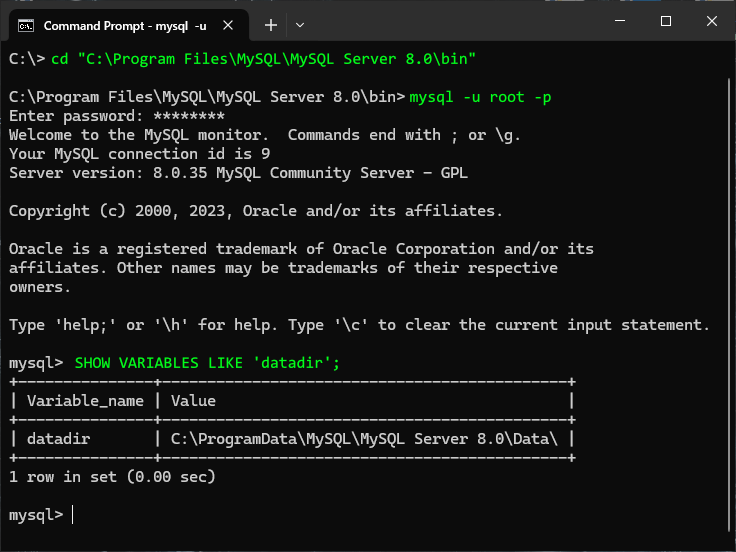 Command Prompt - mysql  -u
C:\> cd "C:\Program Files\MySQL\MySQL Server 8.0\bin"
C:\Program Files\MySQL\MySQL Server 8.0\bin> mysql -u root -p
Enter password: ********
Welcome to the MySQL monitor.  Commands end with ; or \g.
Your MySQL connection id is 9
Server version: 8.0.35 MySQL Community Server - GPL

Copyright (c) 2000, 2023, Oracle and/or its affiliates.

Oracle is a registered trademark of Oracle Corporation and/or its
affiliates. Other names may be trademarks of their respective
owners.

Type 'help;' or '\h' for help. Type '\c' to clear the current input statement.

mysql> SHOW VARIABLES LIKE 'datadir';
+---------------+---------------------------------------------+
| Variable_name | Value                                       |
+---------------+---------------------------------------------+
| datadir       | C:\ProgramData\MySQL\MySQL Server 8.0\Data\ |
+---------------+---------------------------------------------+
1 row in set (0.00 sec)

mysql>